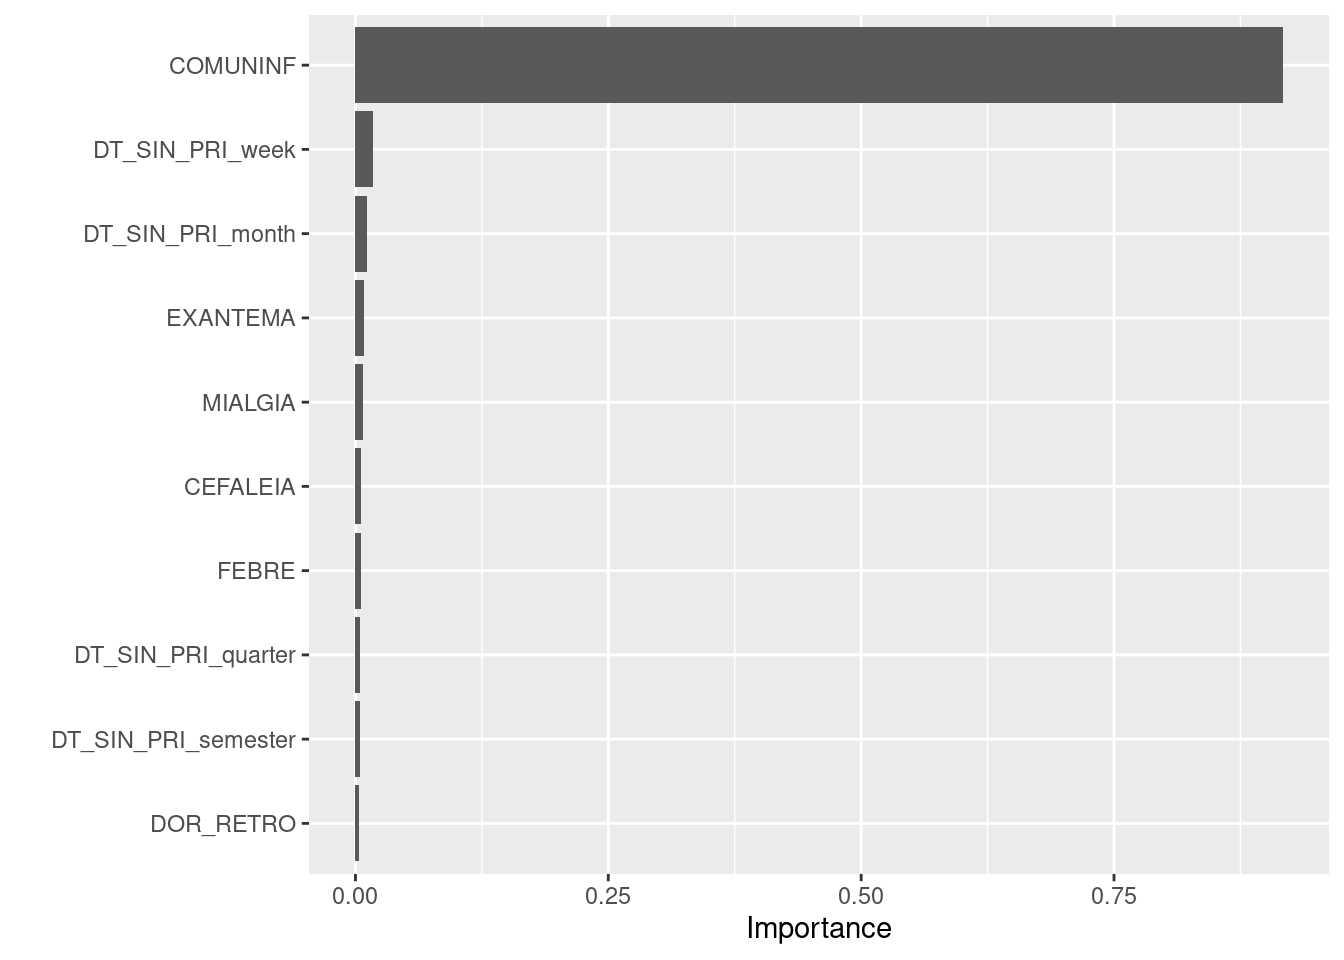 COMUNINF
DT_SIN_PRI_week
DT_SIN_PRI_month
EXANTEMA
MIALGIA
CEFALEIA
FEBRE
DT_SIN_PRI_quarter
DT_SIN_PRI_semester
DOR_RETRO
0.00 0.25 0.50 0.75
Importance